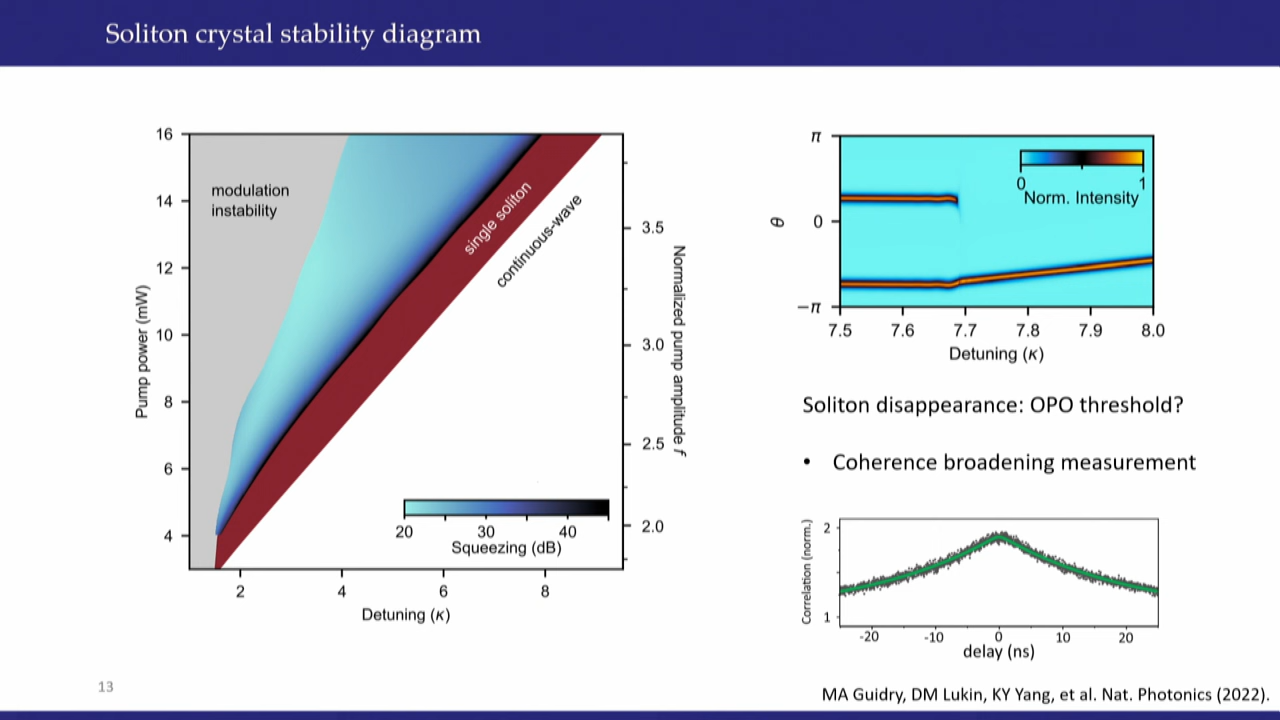 Soliton crystal stability diagram
16
14
12
10
8
6
4
Pump power (mW)
modulation
instability
single soliton
continuous-wave
3.5
3.0
2.5
2.0
Normalized pump amplitude f
20 30 40
Squeezing (dB)
2 4 6 8
Detuning (κ)
π
0
−π
θ
0 1
Norm. Intensity
7.5 7.6 7.7 7.8 7.9 8.0
Detuning (κ)
Soliton disappearance: OPO threshold?
• Coherence broadening measurement
Correlation (norm.)
2
1
-20 -10 0 10 20
delay (ns)
13
MA Guidry, DM Lukin, KY Yang, et al. Nat. Photonics (2022).